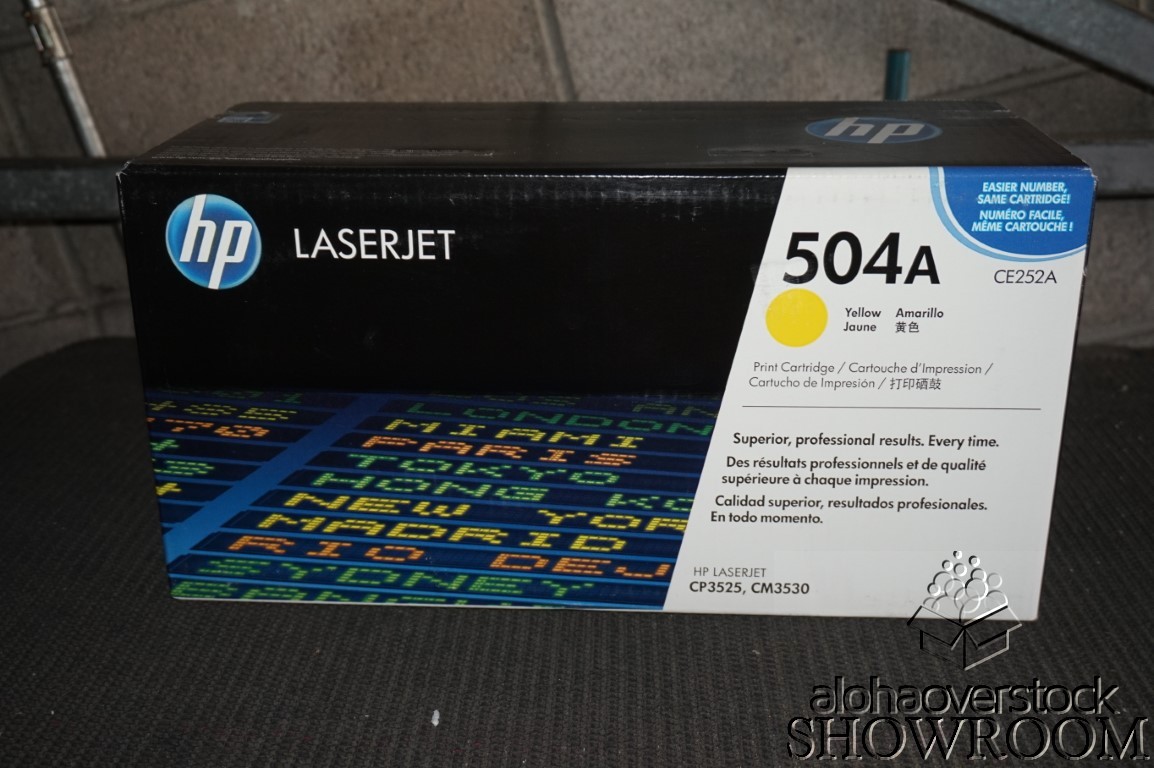 hp
hp
LASERJET
EASIER NUMBER,
SAME CARTRIDGE!
NUMÉRO FACILE,
MÊME CARTOUCHE !
504A
CE252A
Yellow Amarillo
Jaune 黄色
Print Cartridge / Cartouche d'Impression /
Cartucho de Impresión / 打印硒鼓
Superior, professional results. Every time.
Des résultats professionnels et de qualité
supérieure à chaque impression.
Calidad superior, resultados profesionales.
En todo momento.
HP LASERJET
CP3525, CM3530
LONDON
MIAMI
PARIS
TOKYO
HONG KO
NEW YOR
MADRID
RIO DEJ
SYDNEY
alohaoverstock
SHOWROOM